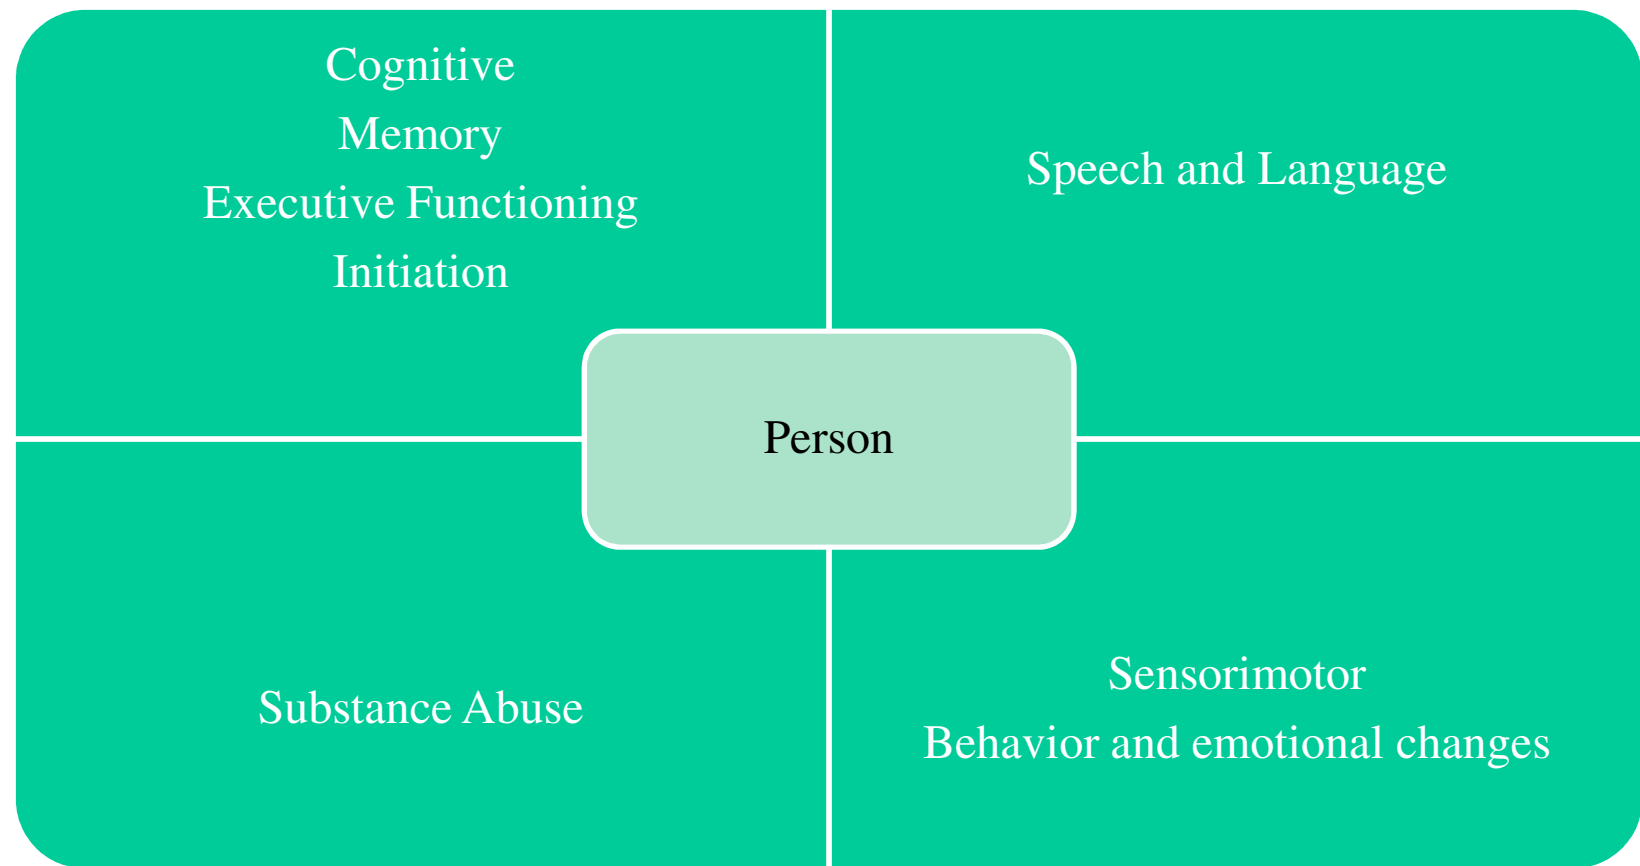 Cognitive
Memory
Executive Functioning
Initiation
Speech and Language
Person
Substance Abuse
Sensorimotor
Behavior and emotional changes